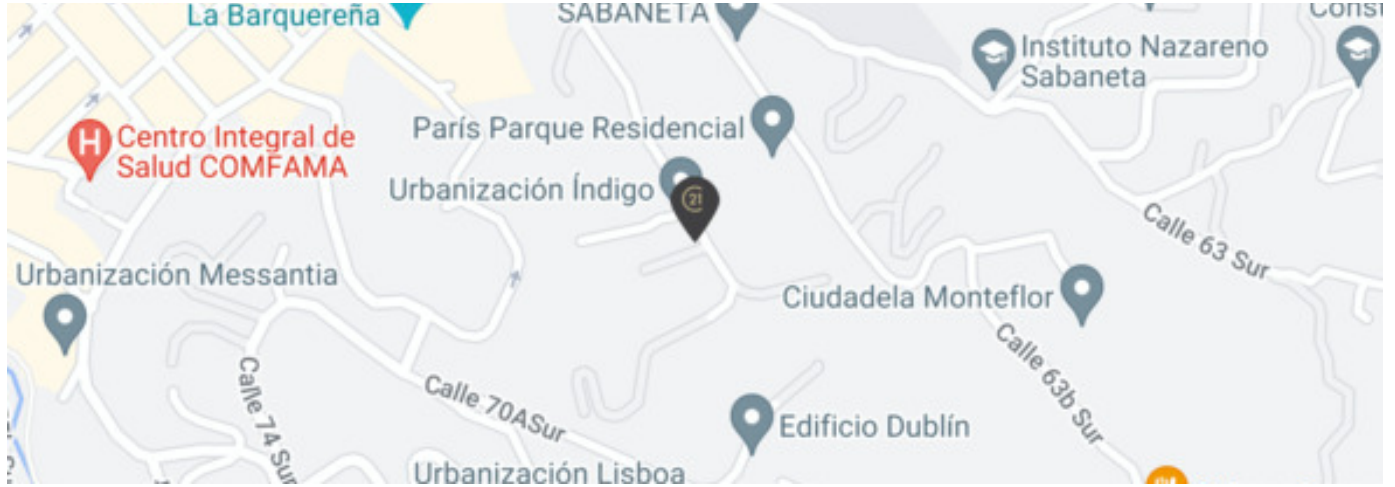 La Barquereña
SABANETA
Instituto Nazareno
Sabaneta
Centro Integral de
Salud COMFAMA
H
París Parque Residencial
Urbanización Índigo
21
Calle 63 Sur
Urbanización Messantia
Ciudadela Monteflor
Calle 63b Sur
Calle 74 Sur
Calle 70ASur
Edificio Dublín
Urbanización Lisboa